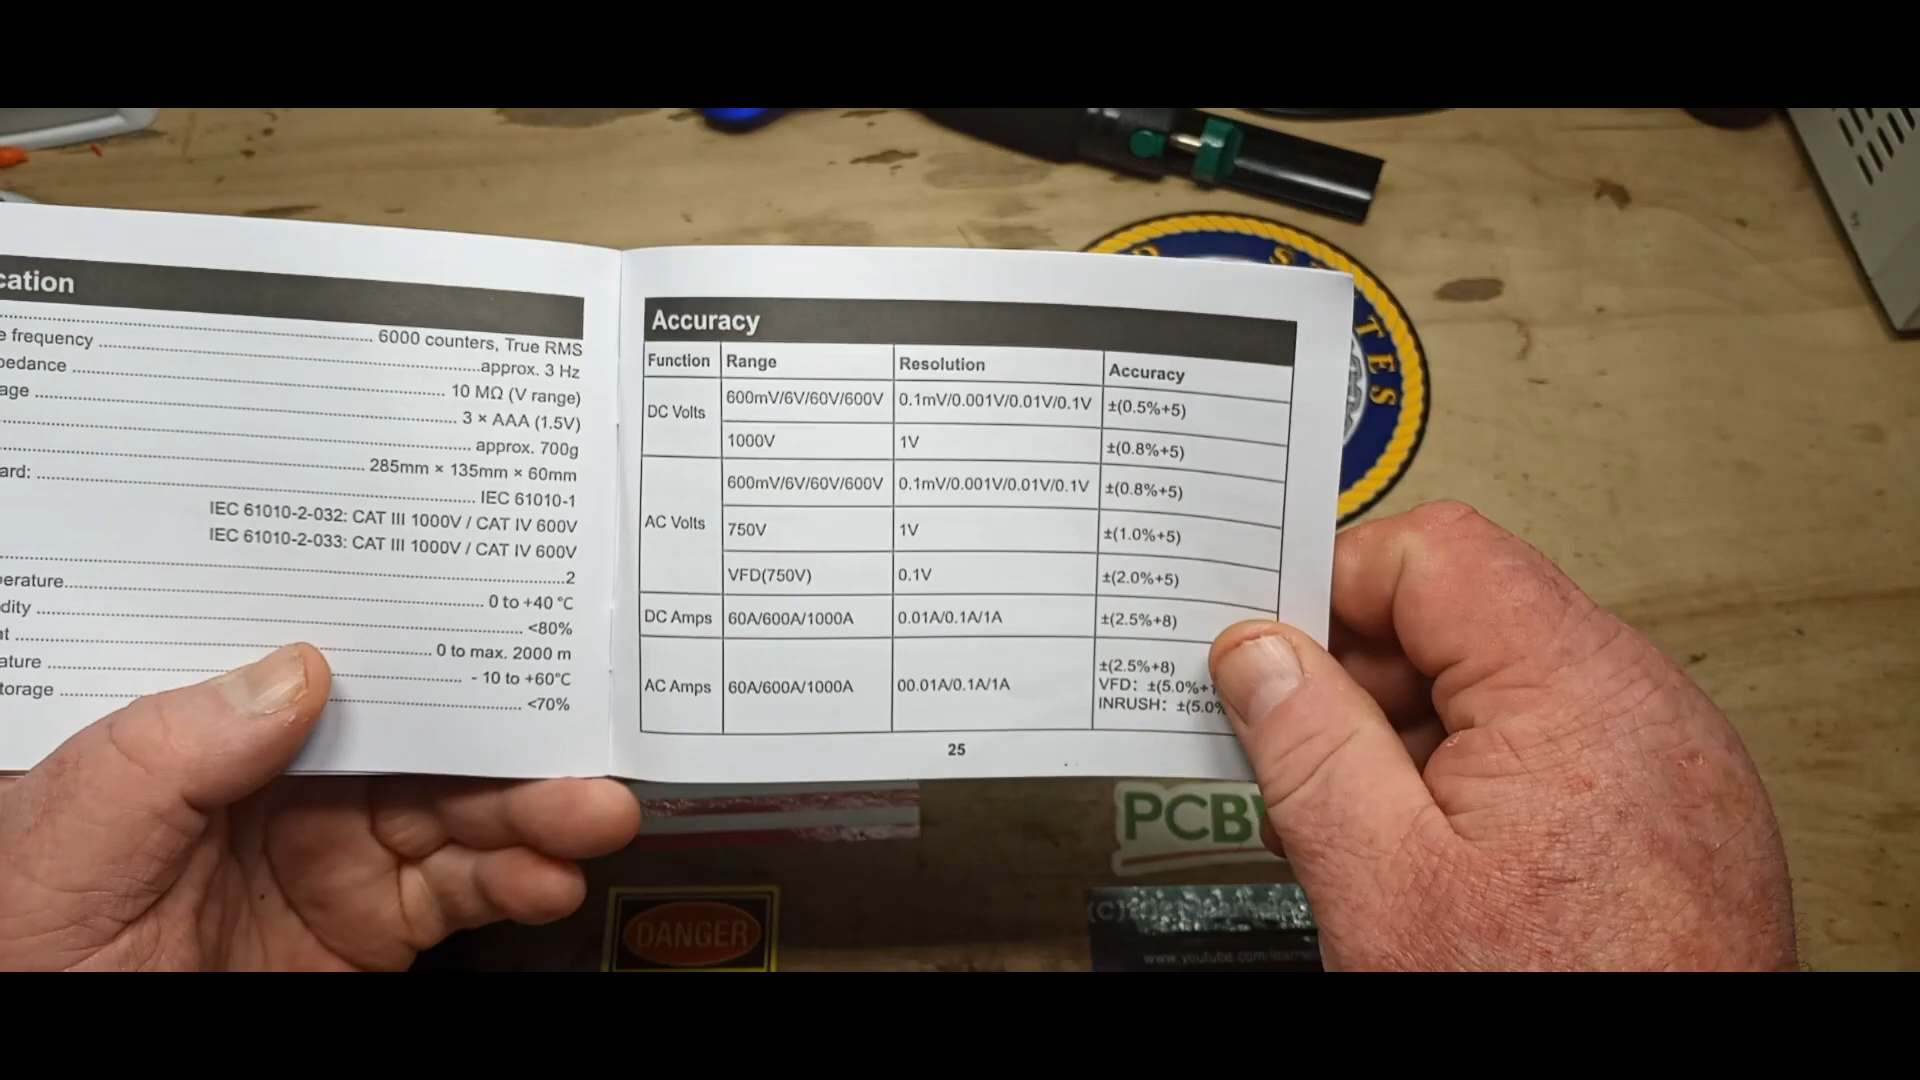 cation
6000 counters, True RMS
e frequency ........ approx. 3 Hz
pedance ........ 10 MΩ (V range)
age ........ 3 × AAA (1.5V)
approx. 700g
285mm × 135mm × 60mm
ard: ........ IEC 61010-1
IEC 61010-2-032: CAT III 1000V / CAT IV 600V
IEC 61010-2-033: CAT III 1000V / CAT IV 600V
2
erature ........ 0 to +40 °C
dity ........ <80%
0 to max. 2000 m
ature ........ - 10 to +60°C
torage ........ <70%
Accuracy
Function Range Resolution Accuracy
DC Volts 600mV/6V/60V/600V 0.1mV/0.001V/0.01V/0.1V ±(0.5%+5)
1000V 1V ±(0.8%+5)
AC Volts 600mV/6V/60V/600V 0.1mV/0.001V/0.01V/0.1V ±(0.8%+5)
750V 1V ±(1.0%+5)
VFD(750V) 0.1V ±(2.0%+5)
DC Amps 60A/600A/1000A 0.01A/0.1A/1A ±(2.5%+8)
AC Amps 60A/600A/1000A 00.01A/0.1A/1A ±(2.5%+8)
VFD: ±(5.0%+1
INRUSH: ±(5.0%
25
S
TES
PCB
DANGER
www.youtube.com/learnele